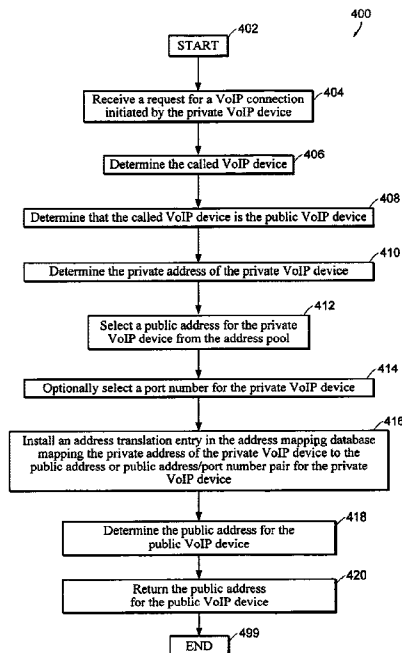 400
402
START
404
Receive a request for a VoIP connection
initiated by the private VoIP device
406
Determine the called VoIP device
408
Determine that the called VoIP device is the public VoIP device
410
Determine the private address of the private VoIP device
412
Select a public address for the private
VoIP device from the address pool
414
Optionally select a port number for the private VoIP device
416
Install an address translation entry in the address mapping database
mapping the private address of the private VoIP device to the
public address or public address/port number pair for the private
VoIP device
418
Determine the public address for the
public VoIP device
420
Return the public address
for the public VoIP device
499
END